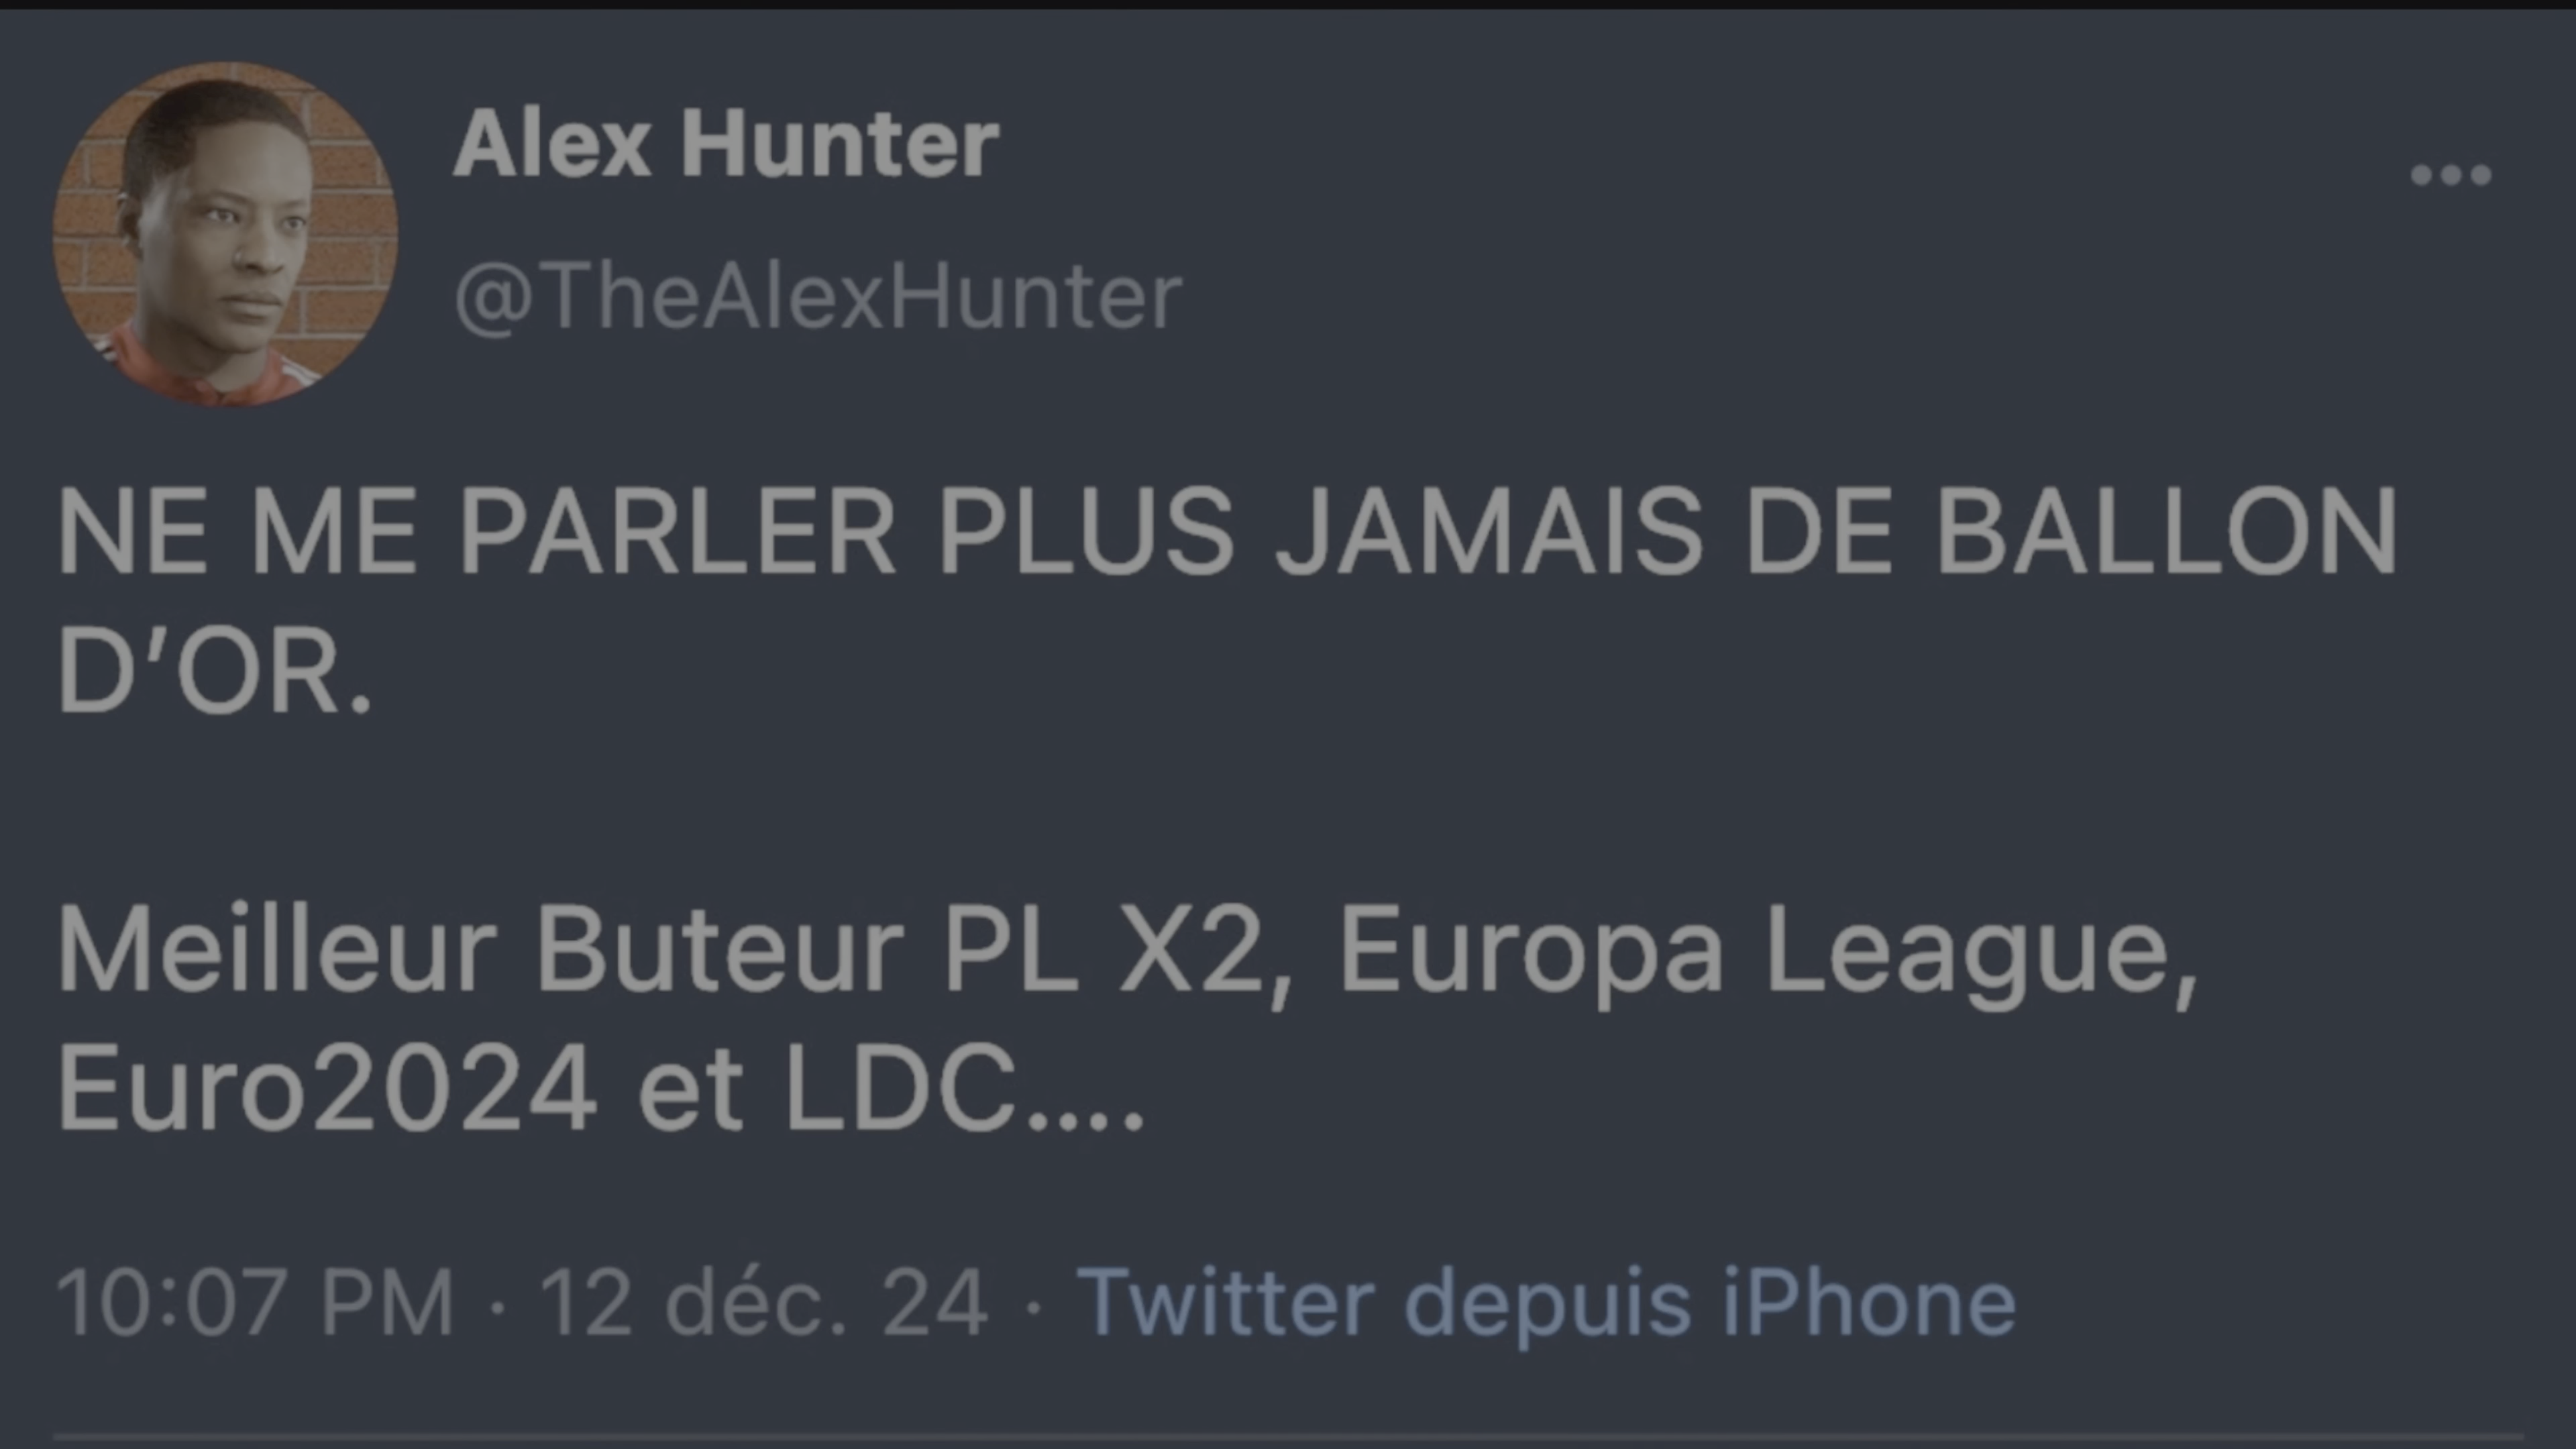 Alex Hunter
@TheAlexHunter
NE ME PARLER PLUS JAMAIS DE BALLON
D’OR.
Meilleur Buteur PL X2, Europa League,
Euro2024 et LDC....
10:07 PM · 12 déc. 24 · Twitter depuis iPhone